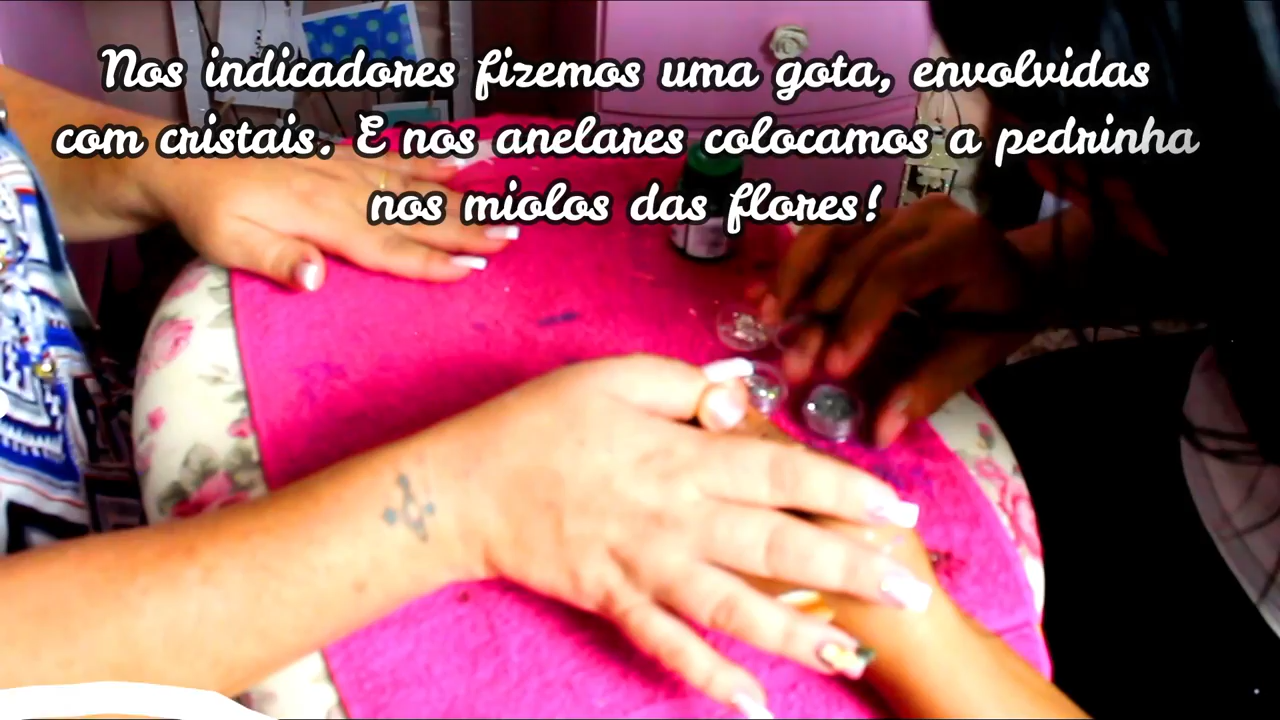 Nos indicadores fizemos uma gota, envolvidas
com cristais. E nos anelares colocamos a pedrinha
nos miolos das flores!